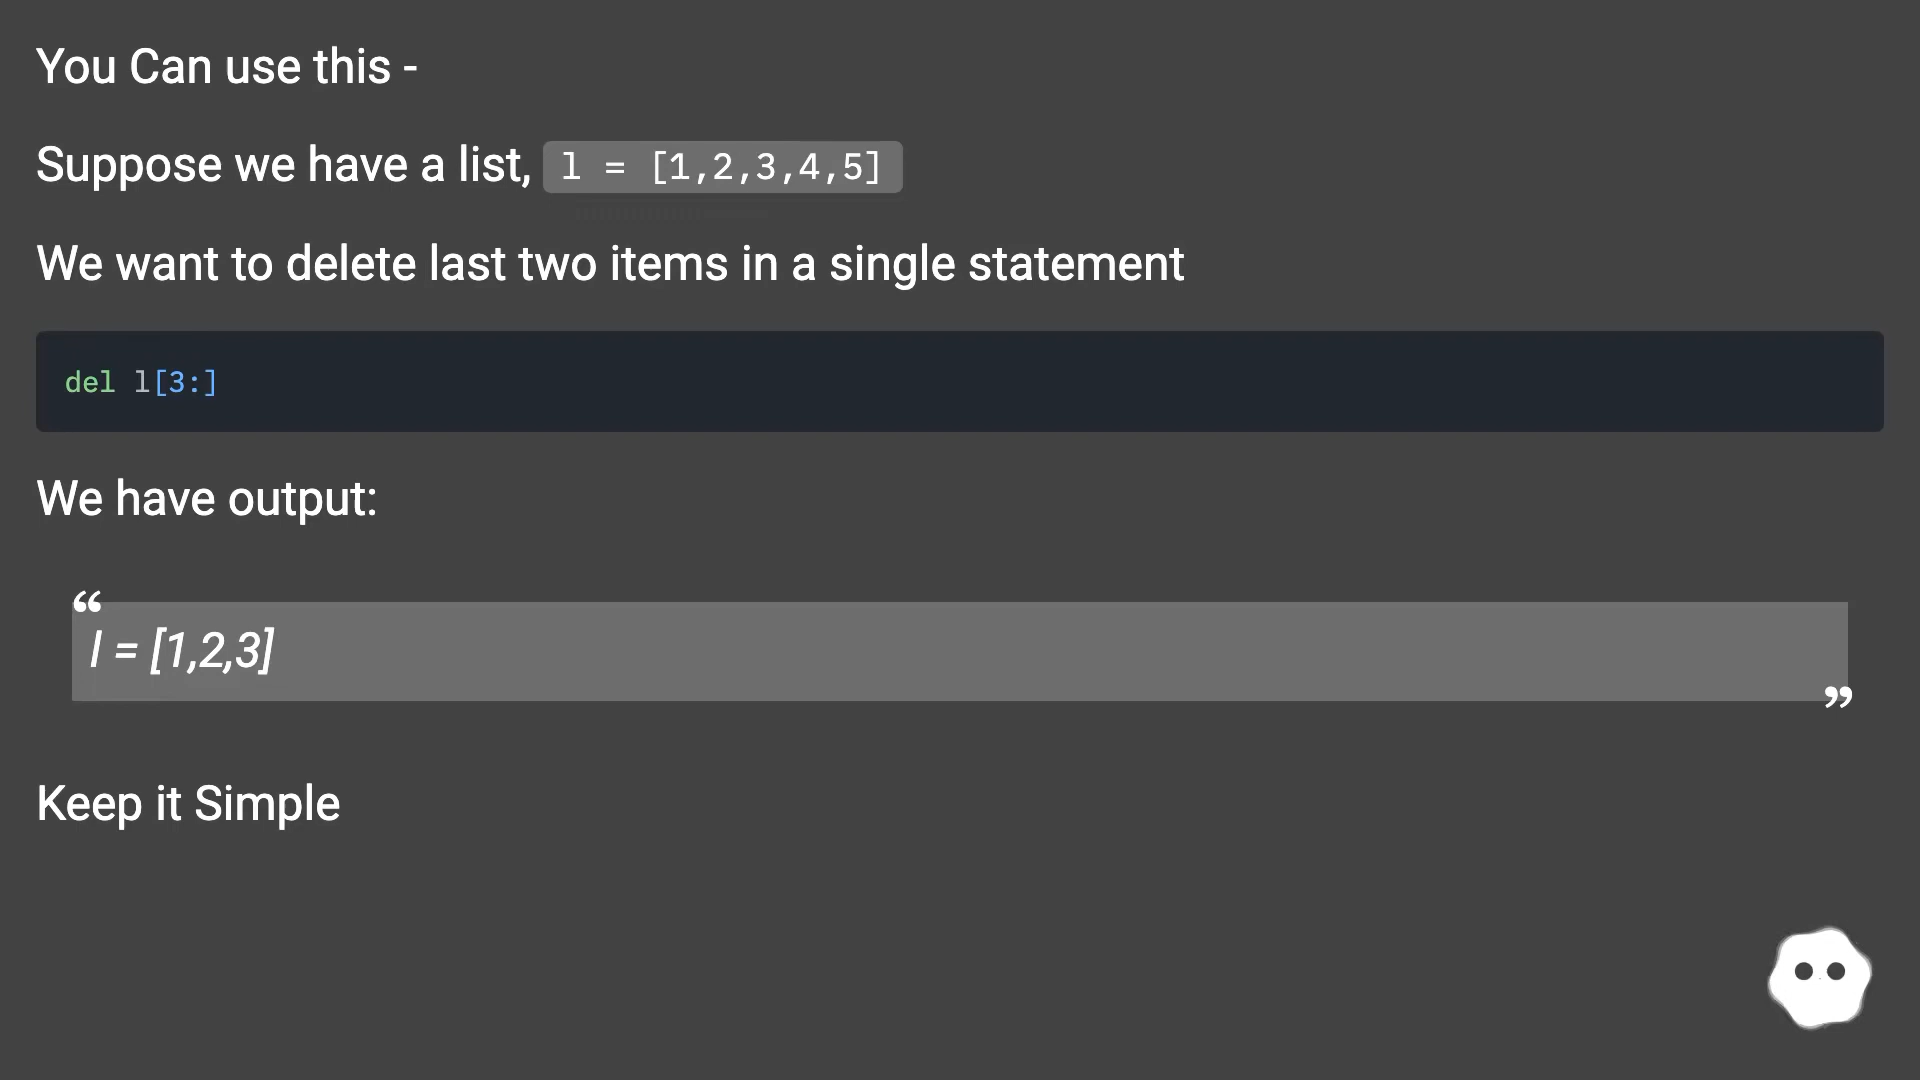 You Can use this -
Suppose we have a list, l = [1,2,3,4,5]
We want to delete last two items in a single statement
del l[3:]
We have output:
“
l = [1,2,3]
”
Keep it Simple